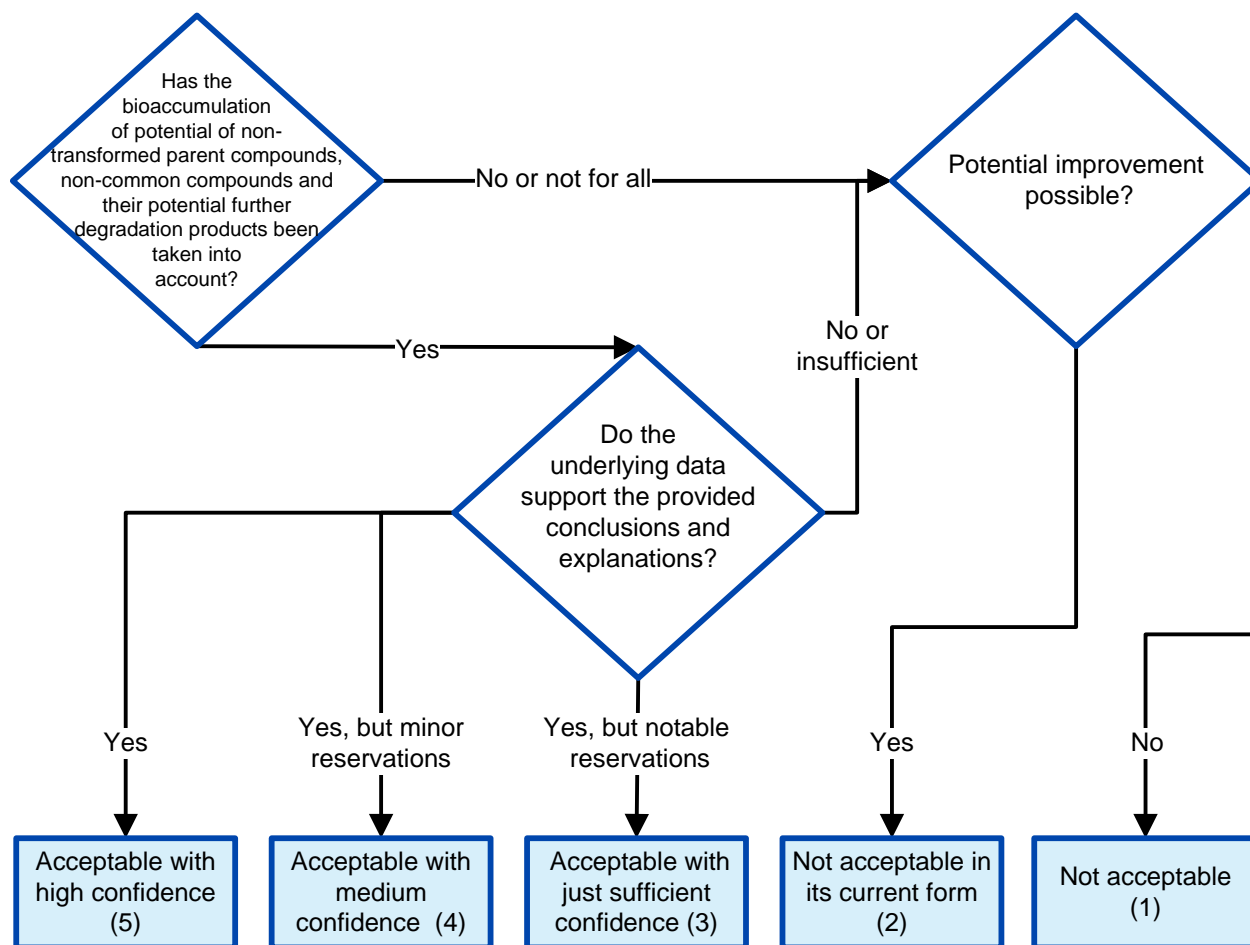 Has the
bioaccumulation
of potential of non-
transformed parent compounds,
non-common compounds and
their potential further
degradation products been
taken into
account?
No or not for all
Potential improvement
possible?
Yes
No or
insufficient
Do the
underlying data
support the provided
conclusions and
explanations?
Yes
Yes, but minor
reservations
Yes, but notable
reservations
Yes
No
Acceptable with
high confidence
(5)
Acceptable with
medium
confidence (4)
Acceptable with
just sufficient
confidence (3)
Not acceptable in
its current form
(2)
Not acceptable
(1)